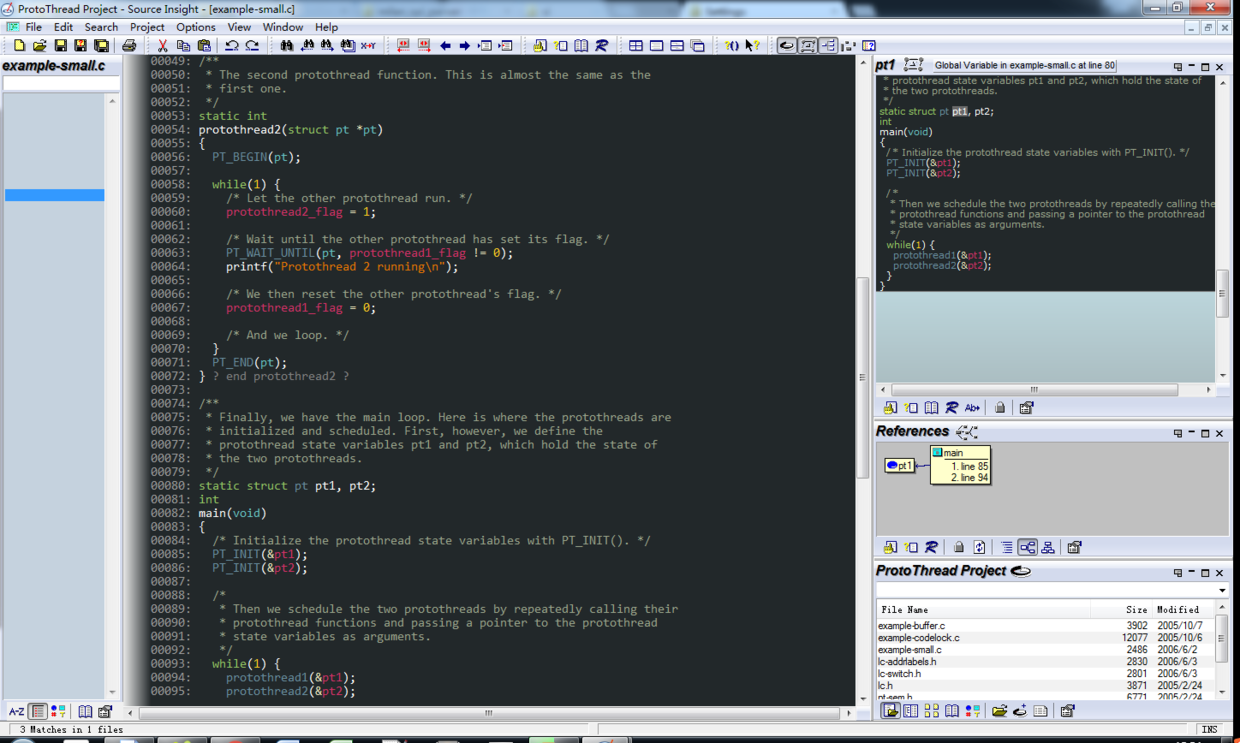 ProtoThread Project - Source Insight - [example-small.c]
File Edit Search Project Options View Window Help
example-small.c
00049: /**
00050:  * The second protothread function. This is almost the same as the
00051:  * first one.
00052:  */
00053: static int
00054: protothread2(struct pt *pt)
00055: {
00056:   PT_BEGIN(pt);
00057:
00058:   while(1) {
00059:     /* Let the other protothread run. */
00060:     protothread2_flag = 1;
00061:
00062:     /* Wait until the other protothread has set its flag. */
00063:     PT_WAIT_UNTIL(pt, protothread1_flag != 0);
00064:     printf("Protothread 2 running\n");
00065:
00066:     /* We then reset the other protothread's flag. */
00067:     protothread1_flag = 0;
00068:
00069:     /* And we loop. */
00070:   }
00071:   PT_END(pt);
00072: } ? end protothread2 ?
00073:
00074: /**
00075:  * Finally, we have the main loop. Here is where the protothreads are
00076:  * initialized and scheduled. First, however, we define the
00077:  * protothread state variables pt1 and pt2, which hold the state of
00078:  * the two protothreads.
00079:  */
00080: static struct pt pt1, pt2;
00081: int
00082: main(void)
00083: {
00084:   /* Initialize the protothread state variables with PT_INIT(). */
00085:   PT_INIT(&pt1);
00086:   PT_INIT(&pt2);
00087:
00088:   /*
00089:    * Then we schedule the two protothreads by repeatedly calling their
00090:    * protothread functions and passing a pointer to the protothread
00091:    * state variables as arguments.
00092:    */
00093:   while(1) {
00094:     protothread1(&pt1);
00095:     protothread2(&pt2);
A-Z
3 Matches in 1 files
pt1 Global Variable in example-small.c at line 80
* protothread state variables pt1 and pt2, which hold the state of
* the two protothreads.
*/
static struct pt pt1, pt2;
int
main(void)
{
/* Initialize the protothread state variables with PT_INIT(). */
PT_INIT(&pt1);
PT_INIT(&pt2);
/*
* Then we schedule the two protothreads by repeatedly calling the
* protothread functions and passing a pointer to the protothread
* state variables as arguments.
*/
while(1) {
protothread1(&pt1);
protothread2(&pt2);
}
}
References
pt1
main
1. line 85
2. line 94
ProtoThread Project
File Name Size Modified
example-buffer.c 3902 2005/10/7
example-codelock.c 12077 2005/10/6
example-small.c 2486 2006/6/2
lc-addrlabels.h 2830 2006/6/3
lc-switch.h 2801 2006/6/3
lc.h 3871 2005/2/24
pt-sem.h 6771 2005/2/24
INS